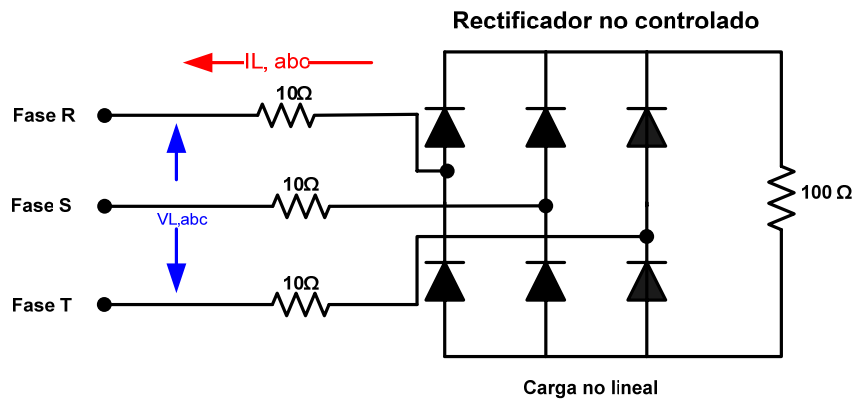 Rectificador no controlado
IL, abc
10Ω
Fase R
10Ω
100 Ω
Fase S
VL,abc
10Ω
Fase T
Carga no lineal